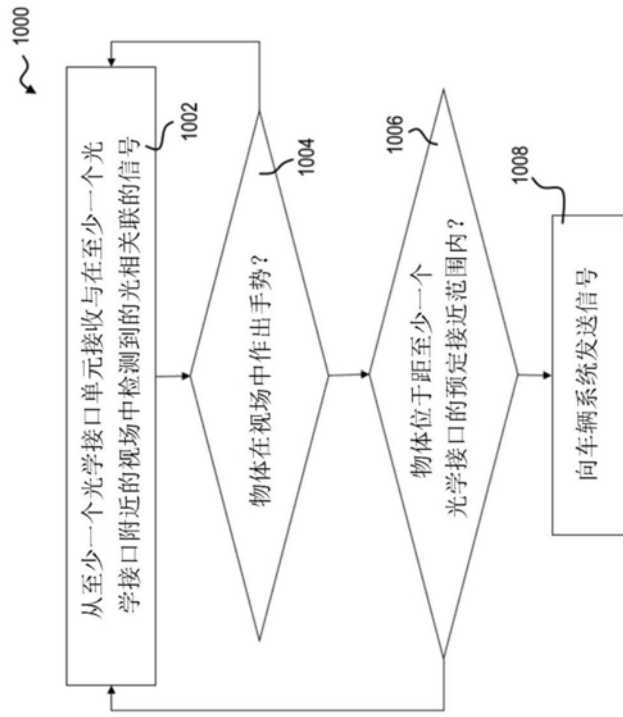 1000
从至少一个光学接口单元接收与在至少一个光
学接口附近的视场中检测到的光相关联的信号
1002
物体在视场中作出手势？
1004
物体位于距至少一个
光学接口的预定接近范围内？
1006
向车辆系统发送信号
1008